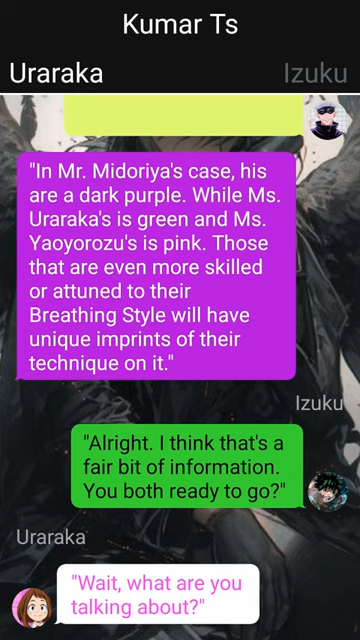 Kumar Ts
Uraraka Izuku
"In Mr. Midoriya's case, his
are a dark purple. While Ms.
Uraraka's is green and Ms.
Yaoyorozu's is pink. Those
that are even more skilled
or attuned to their
Breathing Style will have
unique imprints of their
technique on it."
Izuku
"Alright. I think that's a
fair bit of information.
You both ready to go?"
Uraraka
"Wait, what are you
talking about?"